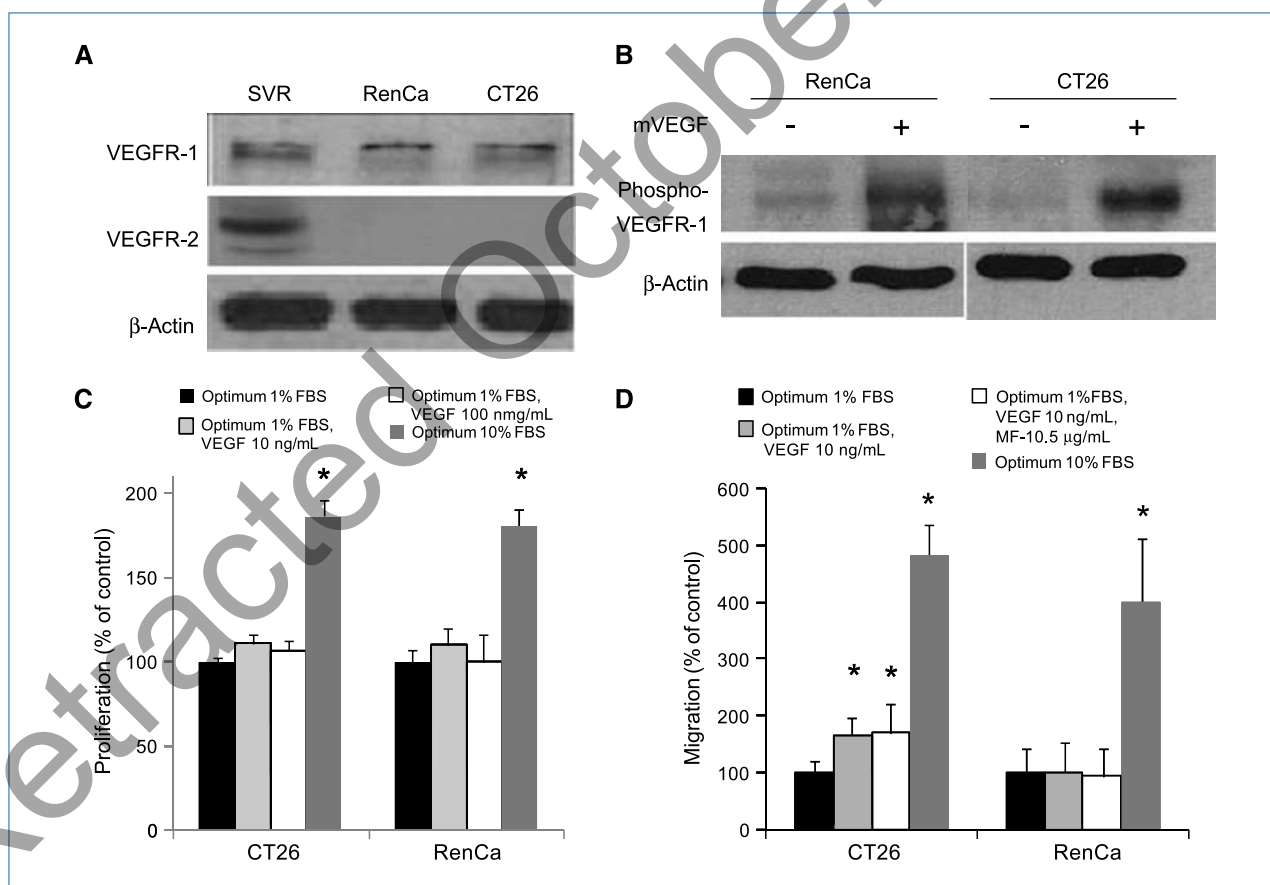 A
SVR RenCa CT26
VEGFR-1
VEGFR-2
β-Actin
B
RenCa CT26
mVEGF - + - +
Phospho-
VEGFR-1
β-Actin
C
Optimum 1% FBS
Optimum 1% FBS,
VEGF 10 ng/mL
Optimum 1% FBS,
VEGF 100 nmg/mL
Optimum 10% FBS
Proliferation (% of control)
200
150
100
50
0
* *
CT26 RenCa
D
Optimum 1% FBS
Optimum 1% FBS,
VEGF 10 ng/mL
Optimum 1%FBS,
VEGF 10 ng/mL,
MF-10.5 μg/mL
Optimum 10% FBS
Migration (% of control)
600
500
400
300
200
100
0
* * * *
CT26 RenCa
Retracted October